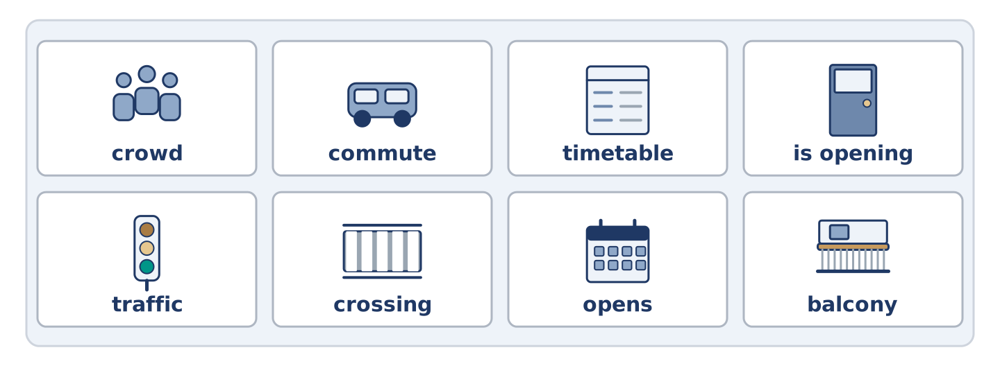 crowd
commute
timetable
is opening
traffic
crossing
opens
balcony